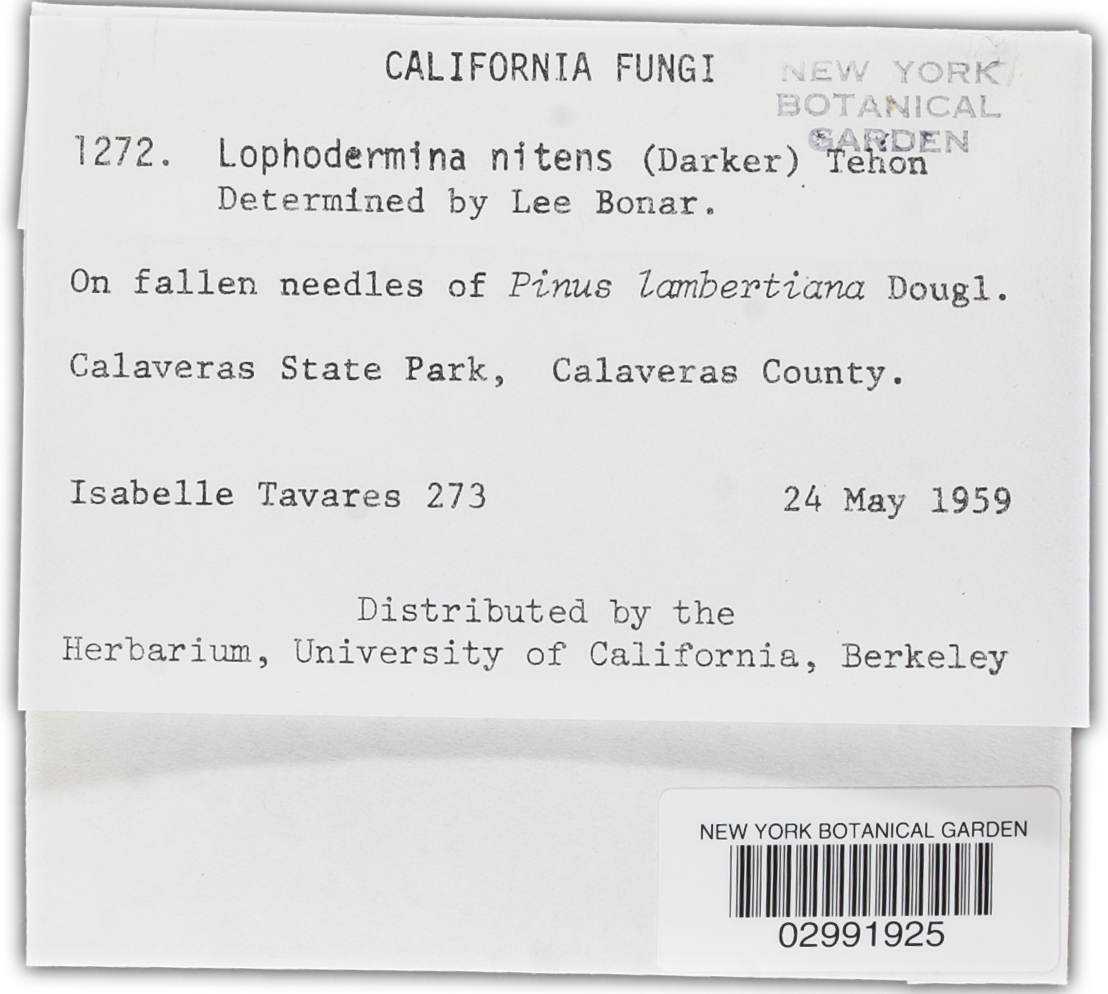 CALIFORNIA FUNGI
NEW YORK
BOTANICAL
GARDEN
1272. Lophodermina nitens (Darker) Tehon
Determined by Lee Bonar.
On fallen needles of Pinus lambertiana Dougl.
Calaveras State Park, Calaveras County.
Isabelle Tavares 273 24 May 1959
Distributed by the
Herbarium, University of California, Berkeley
NEW YORK BOTANICAL GARDEN
02991925